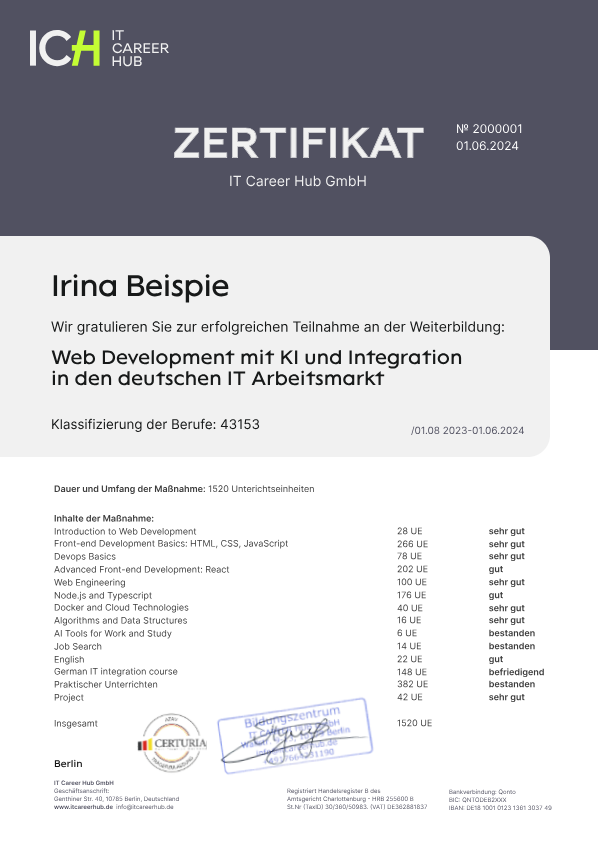 ICH IT
CAREER
HUB
ZERTIFIKAT
№ 2000001
01.06.2024
IT Career Hub GmbH
Irina Beispie
Wir gratulieren Sie zur erfolgreichen Teilnahme an der Weiterbildung:
Web Development mit KI und Integration
in den deutschen IT Arbeitsmarkt
Klassifizierung der Berufe: 43153
/01.08 2023-01.06.2024
Dauer und Umfang der Maßnahme: 1520 Unterichtseinheiten
Inhalte der Maßnahme:
Introduction to Web Development 28 UE sehr gut
Front-end Development Basics: HTML, CSS, JavaScript 266 UE sehr gut
Devops Basics 78 UE sehr gut
Advanced Front-end Development: React 202 UE gut
Web Engineering 100 UE sehr gut
Node.js and Typescript 176 UE gut
Docker and Cloud Technologies 40 UE sehr gut
Algorithms and Data Structures 16 UE sehr gut
AI Tools for Work and Study 6 UE bestanden
Job Search 14 UE bestanden
English 22 UE gut
German IT integration course 148 UE befriedigend
Praktischer Unterrichten 382 UE bestanden
Project 42 UE sehr gut
Insgesamt 1520 UE
AZAV
CERTURIA
Bildungszentrum
Berlin
Berlin
IT Career Hub GmbH
Geschäftsanschrift:
Genthiner Str. 40, 10785 Berlin, Deutschland
www.itcareerhub.de info@itcareerhub.de
Registriert Handelsregister B des
Amtsgericht Charlottenburg - HRB 255600 B
St.Nr (TaxID) 30/360/50983. (VAT) DE362881837
Bankverbindung: Qonto
BIC: QNTODEB2XXX
IBAN: DE18 1001 0123 1361 3037 49